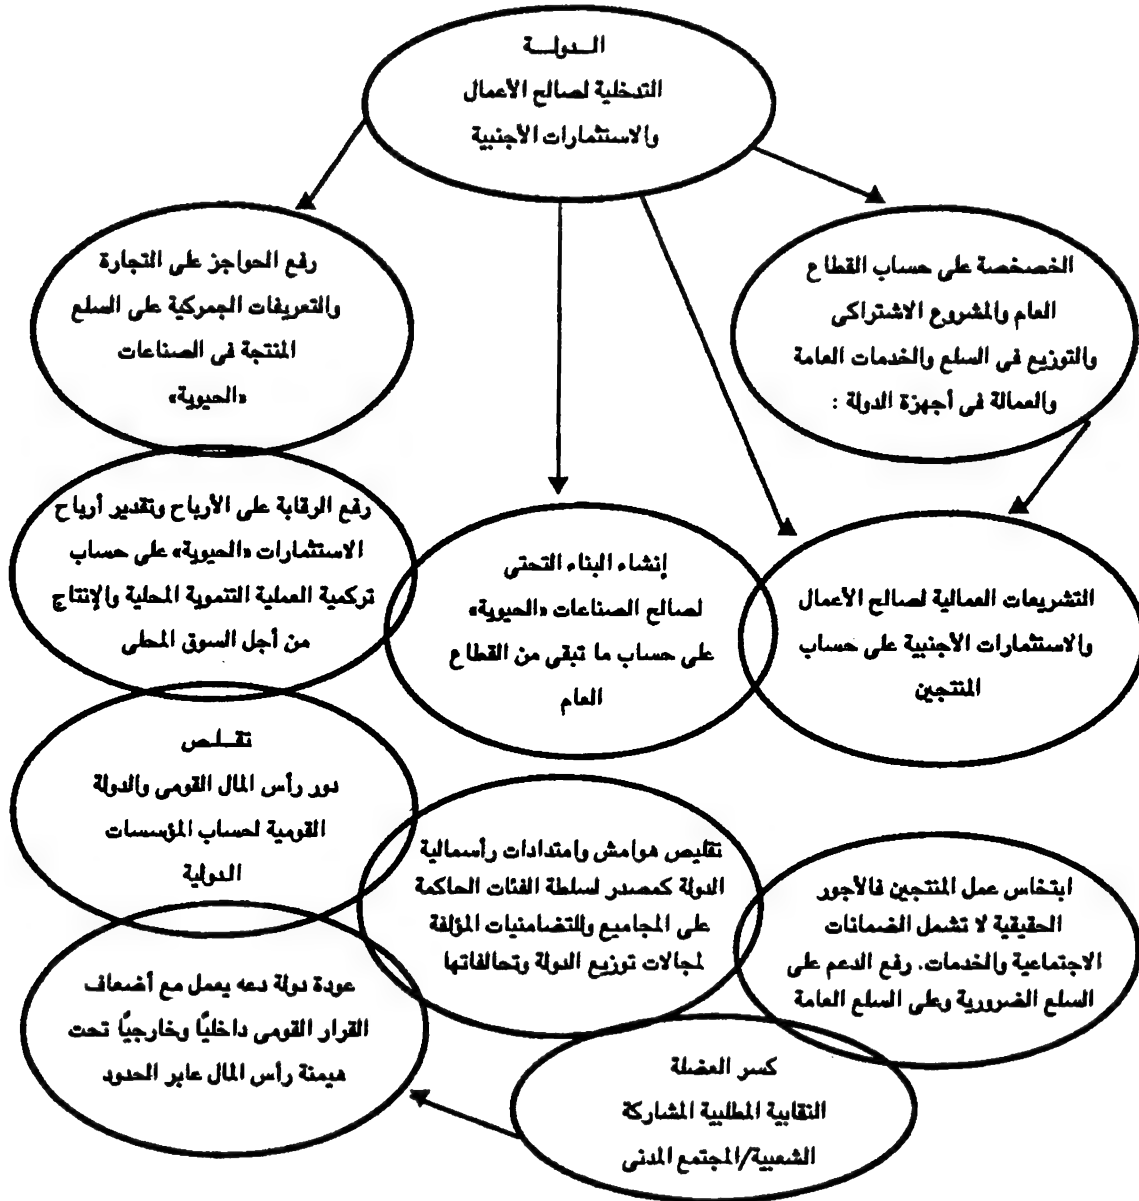 الـدولـة
التدخلية لصالح الأعمال
والاستثمارات الأجنبية
الخصخصة على حساب القطاع
العام والمشروع الاشتراكى
والتوزيع فى السلع والخدمات العامة
والعمالة فى أجهزة الدولة :
رفع الحواجز على التجارة
والتعريفات الجمركية على السلع
المنتجة فى الصناعات
«الحيوية»
التشريعات العمالية لصالح الأعمال
والاستثمارات الأجنبية على حساب
المنتجين
إنشاء البناء التحتى
لصالح الصناعات «الحيوية»
على حساب ما تبقى من القطاع
العام
رفع الرقابة على الأرباح وتقدير أرباح
الاستثمارات «الحيوية» على حساب
تركمية العملية التنموية المحلية والإنتاج
من أجل السوق المحلى
تقـلـص
دور رأس المال القومى والدولة
القومية لحساب المؤسسات
الدولية
ابتخاس عمل المنتجين فالأجور
الحقيقية لا تشمل الضمانات
الاجتماعية والخدمات. رفع الدعم على
السلع الضرورية وعلى السلع العامة
تقليص هوامش وامتدادات رأسمالية
الدولة كمصدر لسلطة الفئات الحاكمة
على المجاميع وللتضامنيات المؤلفة
لمجالات توزيع الدولة وتحالفاتها
عودة دولة دعه يعمل مع أضعاف
القرار القومى داخليًا وخارجيًا تحت
هيمنة رأس المال عابر الحدود
كسر العضلة
النقابية المطلبية المشاركة
الشعبية/المجتمع المدنى